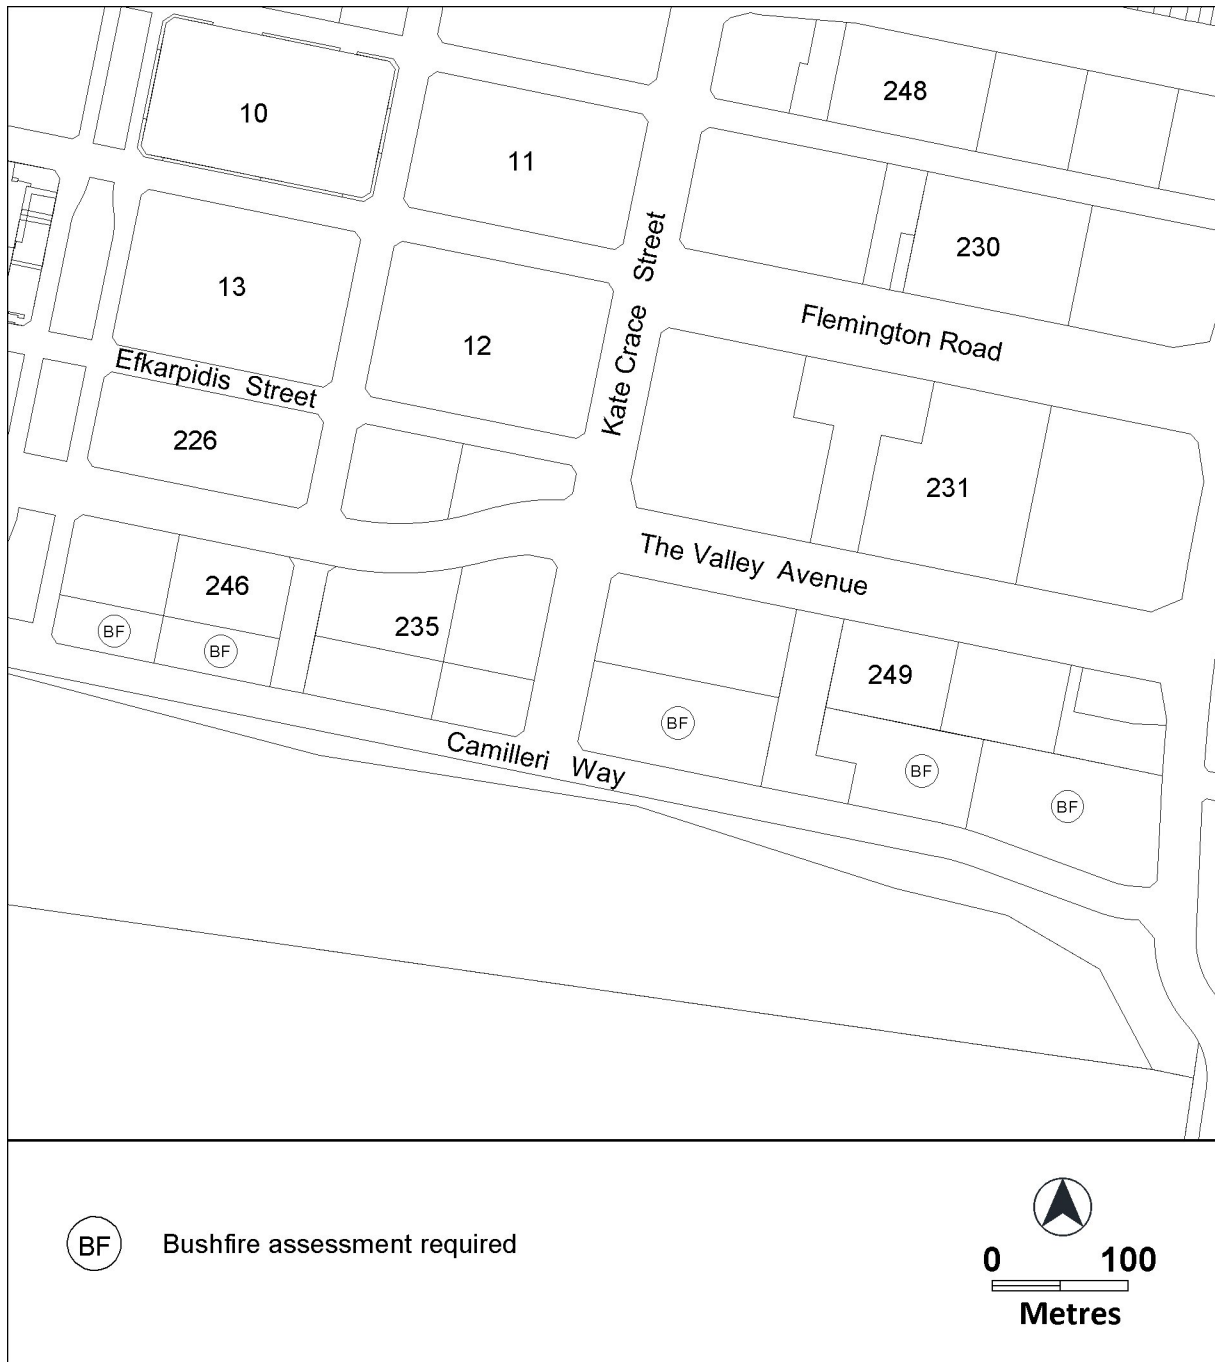 248
10
11
Kate Crace Street
230
13
Flemington Road
12
Efkarpidis Street
226
231
The Valley Avenue
246
235
BF
BF
249
BF
BF
BF
Camilleri Way
BF Bushfire assessment required
0 100
Metres